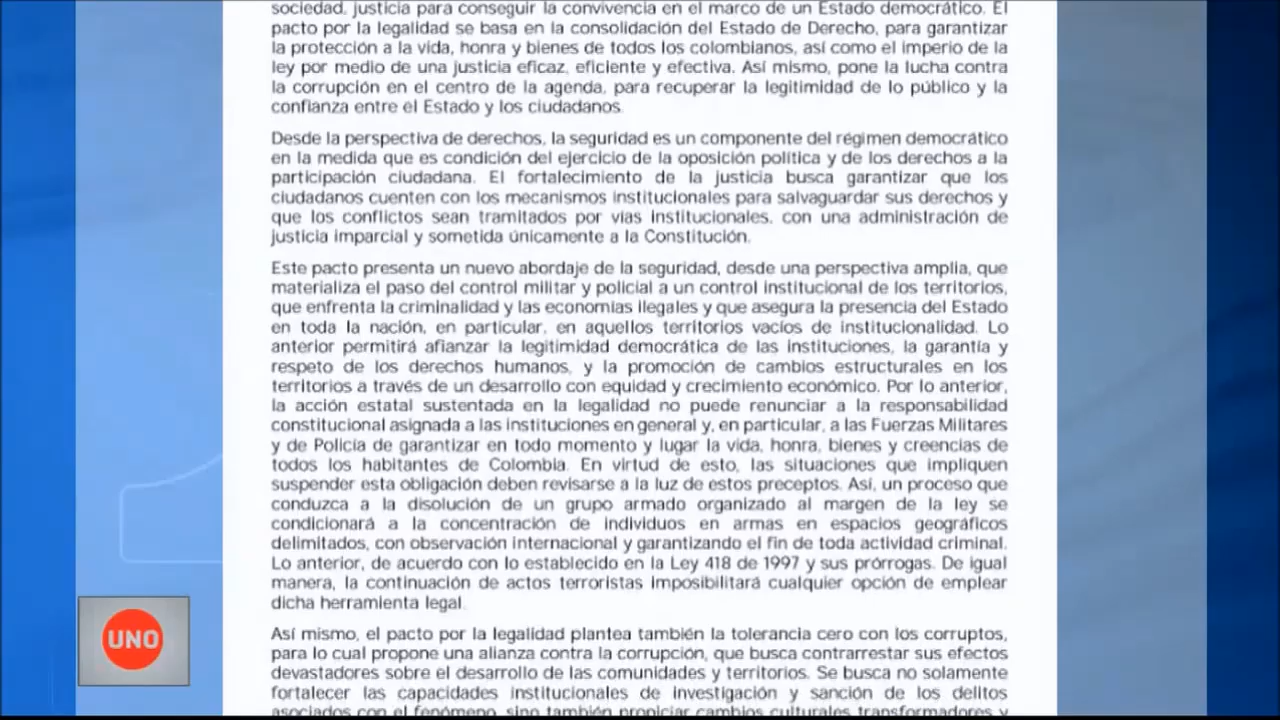 sociedad, justicia para conseguir la convivencia en el marco de un Estado democrático. El
pacto por la legalidad se basa en la consolidación del Estado de Derecho, para garantizar
la protección a la vida, honra y bienes de todos los colombianos, así como el imperio de la
ley por medio de una justicia eficaz, eficiente y efectiva. Así mismo, pone la lucha contra
la corrupción en el centro de la agenda, para recuperar la legitimidad de lo público y la
confianza entre el Estado y los ciudadanos.
Desde la perspectiva de derechos, la seguridad es un componente del régimen democrático
en la medida que es condición del ejercicio de la oposición política y de los derechos a la
participación ciudadana. El fortalecimiento de la justicia busca garantizar que los
ciudadanos cuenten con los mecanismos institucionales para salvaguardar sus derechos y
que los conflictos sean tramitados por vías institucionales, con una administración de
justicia imparcial y sometida únicamente a la Constitución.
Este pacto presenta un nuevo abordaje de la seguridad, desde una perspectiva amplia, que
materializa el paso del control militar y policial a un control institucional de los territorios,
que enfrenta la criminalidad y las economías ilegales y que asegura la presencia del Estado
en toda la nación, en particular, en aquellos territorios vacíos de institucionalidad. Lo
anterior permitirá afianzar la legitimidad democrática de las instituciones, la garantía y
respeto de los derechos humanos, y la promoción de cambios estructurales en los
territorios a través de un desarrollo con equidad y crecimiento económico. Por lo anterior,
la acción estatal sustentada en la legalidad no puede renunciar a la responsabilidad
constitucional asignada a las instituciones en general y, en particular, a las Fuerzas Militares
y de Policía de garantizar en todo momento y lugar la vida, honra, bienes y creencias de
todos los habitantes de Colombia. En virtud de esto, las situaciones que impliquen
suspender esta obligación deben revisarse a la luz de estos preceptos. Así, un proceso que
conduzca a la disolución de un grupo armado organizado al margen de la ley se
condicionará a la concentración de individuos en armas en espacios geográficos
delimitados, con observación internacional y garantizando el fin de toda actividad criminal.
Lo anterior, de acuerdo con lo establecido en la Ley 418 de 1997 y sus prórrogas. De igual
manera, la continuación de actos terroristas imposibilitará cualquier opción de emplear
dicha herramienta legal.
Así mismo, el pacto por la legalidad plantea también la tolerancia cero con los corruptos,
para lo cual propone una alianza contra la corrupción, que busca contrarrestar sus efectos
devastadores sobre el desarrollo de las comunidades y territorios. Se busca no solamente
fortalecer las capacidades institucionales de investigación y sanción de los delitos
asociados con el fenómeno, sino también propiciar cambios culturales transformadores y
UNO